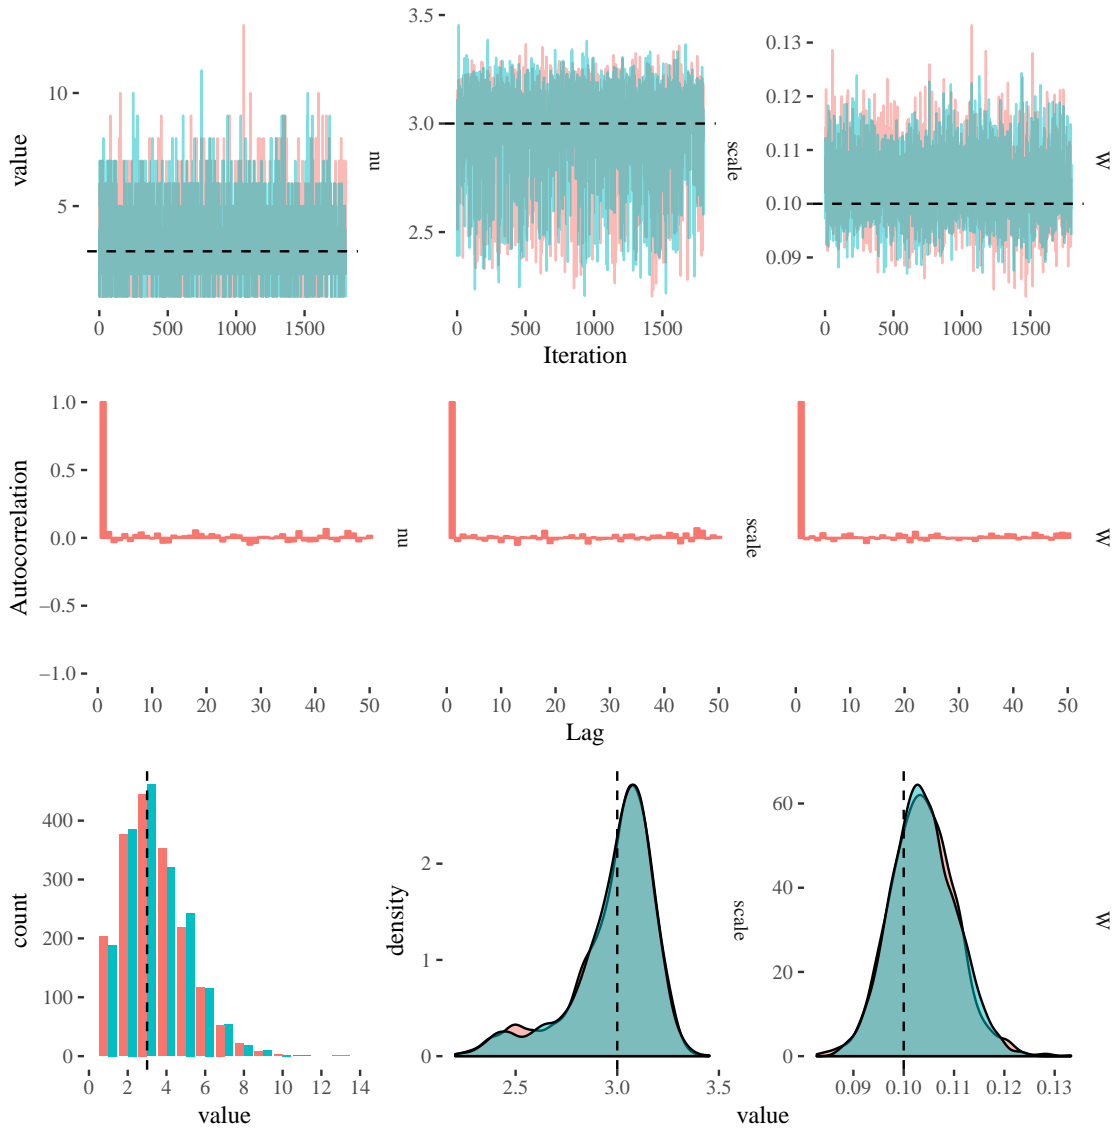 value
10
5
0 500 1000 1500
nu
3.5
3.0
2.5
0 500 1000 1500
scale
0.13
0.12
0.11
0.10
0.09
0 500 1000 1500
W
Iteration
Autocorrelation
1.0
0.5
0.0
−0.5
−1.0
0 10 20 30 40 50
nu
0 10 20 30 40 50
scale
0 10 20 30 40 50
W
Lag
count
400
300
200
100
0
0 2 4 6 8 10 12 14
value
density
2
1
0
2.5 3.0 3.5
scale
60
40
20
0
0.09 0.10 0.11 0.12 0.13
W
value